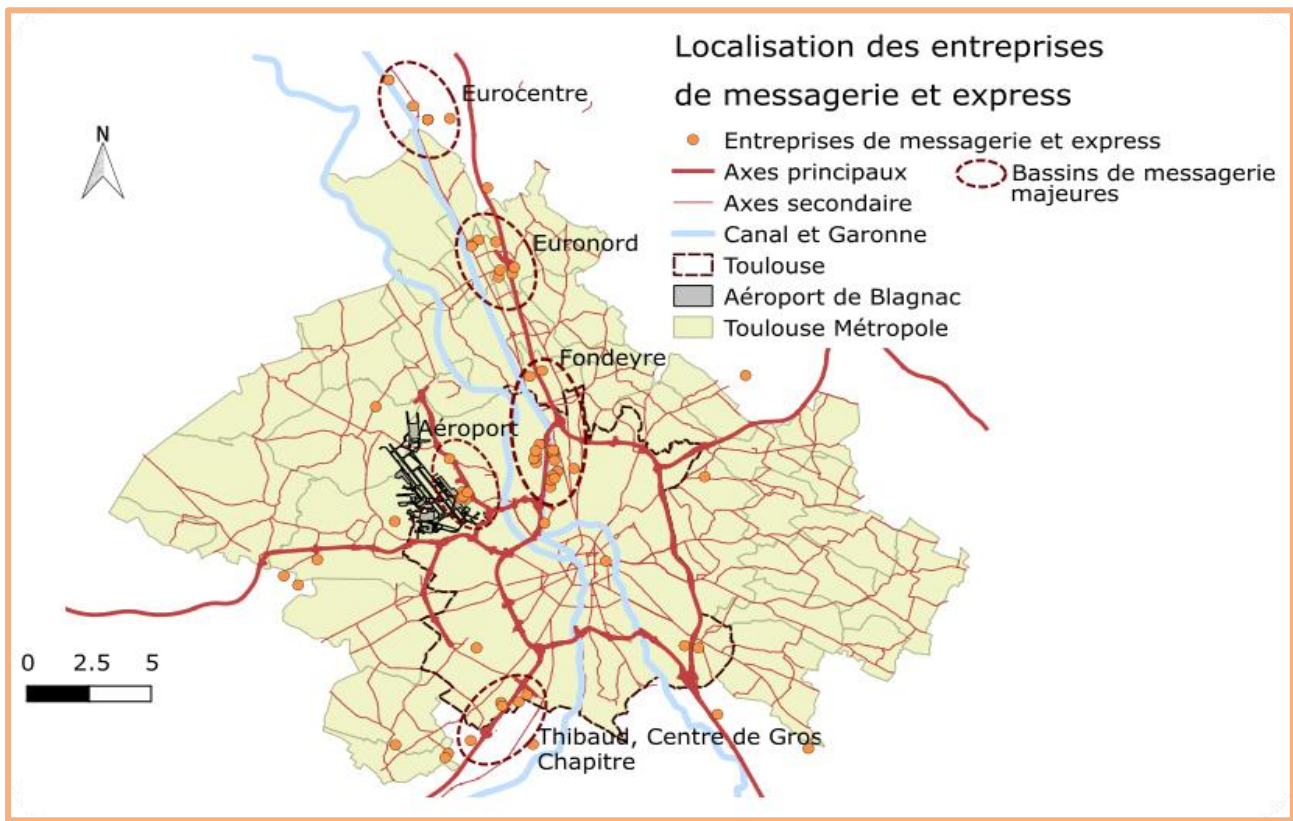 Localisation des entreprises
de messagerie et express
Entreprises de messagerie et express
Axes principaux
Bassins de messagerie
majeures
Axes secondaire
Canal et Garonne
Toulouse
Aéroport de Blagnac
Toulouse Métropole
N
Eurocentre
Euronord
Fondeyre
Aéroport
0 2.5 5
Thibaud, Centre de Gros
Chapitre